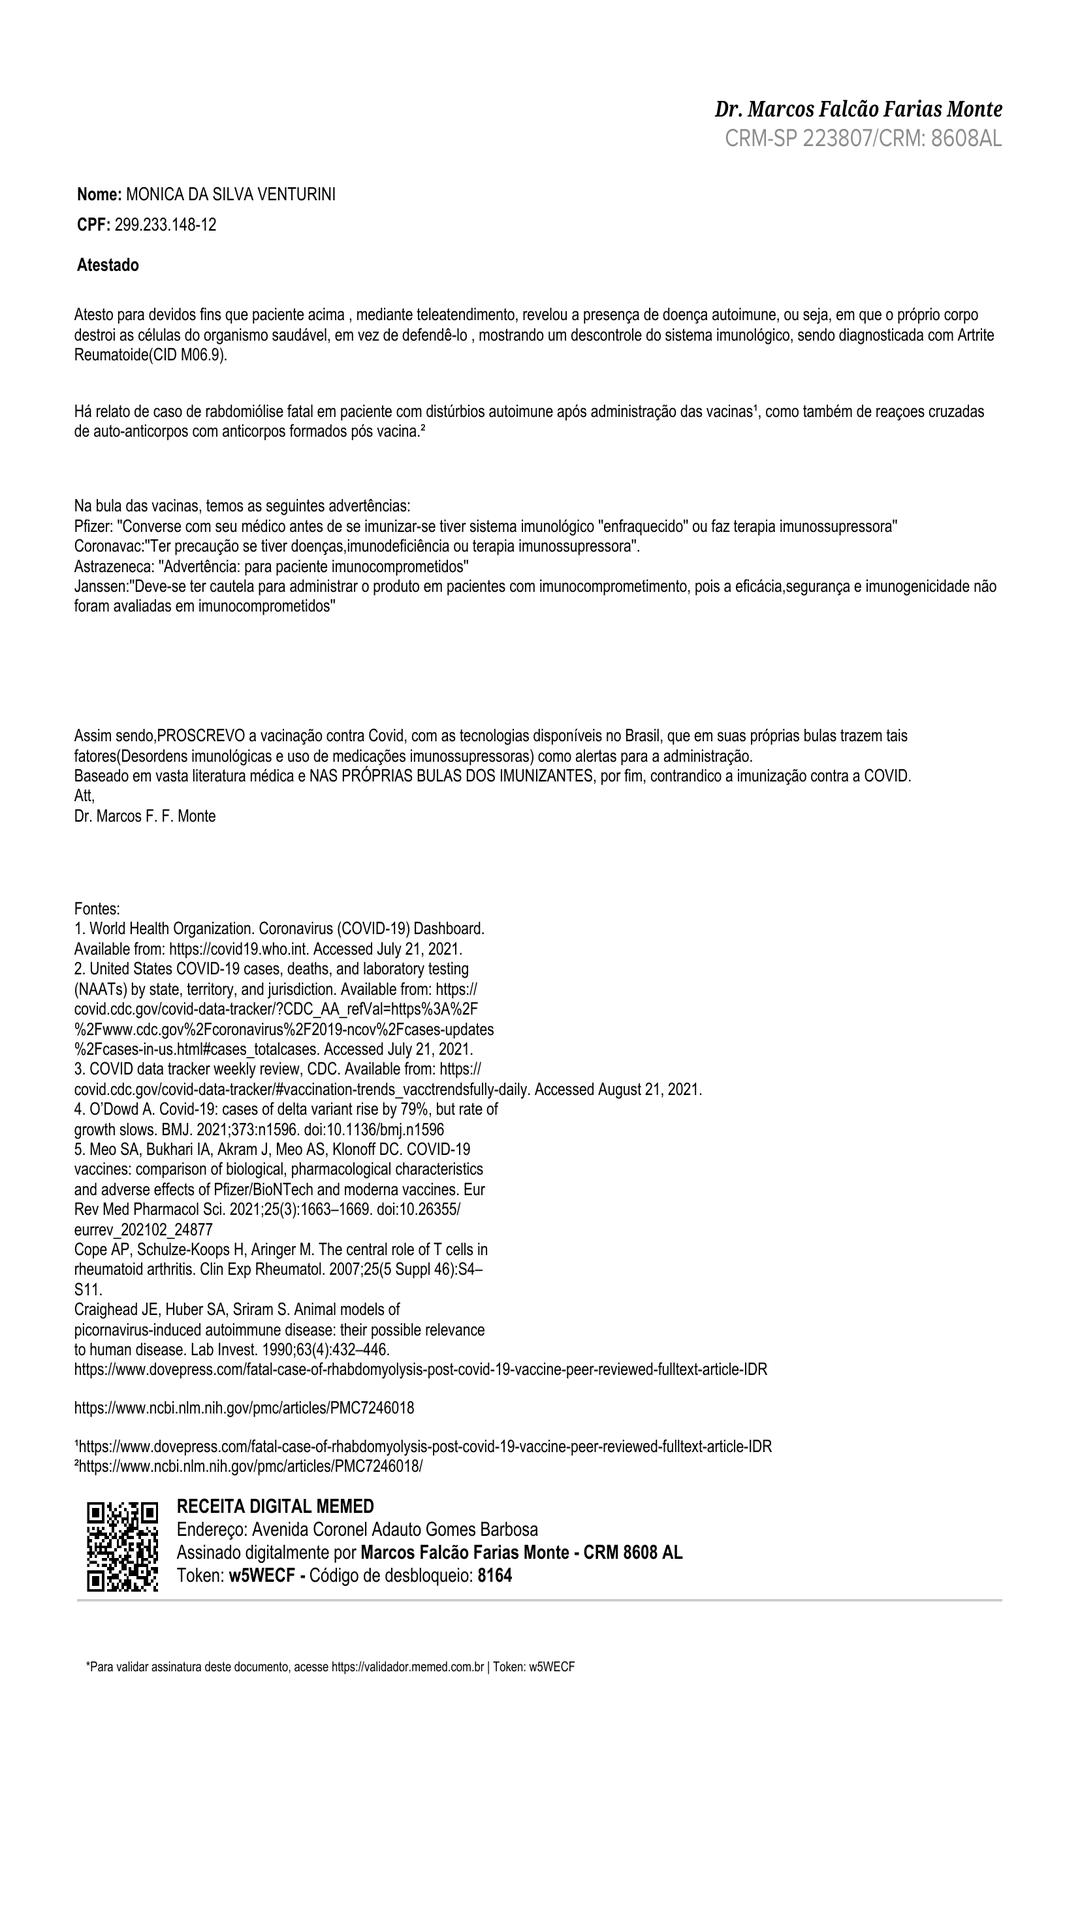 Dr. Marcos Falcão Farias Monte
CRM-SP 223807/CRM: 8608AL
Nome: MONICA DA SILVA VENTURINI
CPF: 299.233.148-12
Atestado
Atesto para devidos fins que paciente acima , mediante teleatendimento, revelou a presença de doença autoimune, ou seja, em que o próprio corpo
destroi as células do organismo saudável, em vez de defendê-lo , mostrando um descontrole do sistema imunológico, sendo diagnosticada com Artrite
Reumatoide(CID M06.9).
Há relato de caso de rabdomiólise fatal em paciente com distúrbios autoimune após administração das vacinas¹, como também de reaçoes cruzadas
de auto-anticorpos com anticorpos formados pós vacina.²
Na bula das vacinas, temos as seguintes advertências:
Pfizer: "Converse com seu médico antes de se imunizar-se tiver sistema imunológico "enfraquecido" ou faz terapia imunossupressora"
Coronavac:"Ter precaução se tiver doenças,imunodeficiência ou terapia imunossupressora".
Astrazeneca: "Advertência: para paciente imunocomprometidos"
Janssen:"Deve-se ter cautela para administrar o produto em pacientes com imunocomprometimento, pois a eficácia,segurança e imunogenicidade não
foram avaliadas em imunocomprometidos"
Assim sendo,PROSCREVO a vacinação contra Covid, com as tecnologias disponíveis no Brasil, que em suas próprias bulas trazem tais
fatores(Desordens imunológicas e uso de medicações imunossupressoras) como alertas para a administração.
Baseado em vasta literatura médica e NAS PRÓPRIAS BULAS DOS IMUNIZANTES, por fim, contrandico a imunização contra a COVID.
Att,
Dr. Marcos F. F. Monte
Fontes:
1. World Health Organization. Coronavirus (COVID-19) Dashboard.
Available from: https://covid19.who.int. Accessed July 21, 2021.
2. United States COVID-19 cases, deaths, and laboratory testing
(NAATs) by state, territory, and jurisdiction. Available from: https://
covid.cdc.gov/covid-data-tracker/?CDC_AA_refVal=https%3A%2F
%2Fwww.cdc.gov%2Fcoronavirus%2F2019-ncov%2Fcases-updates
%2Fcases-in-us.html#cases_totalcases. Accessed July 21, 2021.
3. COVID data tracker weekly review, CDC. Available from: https://
covid.cdc.gov/covid-data-tracker/#vaccination-trends_vacctrendsfully-daily. Accessed August 21, 2021.
4. O’Dowd A. Covid-19: cases of delta variant rise by 79%, but rate of
growth slows. BMJ. 2021;373:n1596. doi:10.1136/bmj.n1596
5. Meo SA, Bukhari IA, Akram J, Meo AS, Klonoff DC. COVID-19
vaccines: comparison of biological, pharmacological characteristics
and adverse effects of Pfizer/BioNTech and moderna vaccines. Eur
Rev Med Pharmacol Sci. 2021;25(3):1663–1669. doi:10.26355/
eurrev_202102_24877
Cope AP, Schulze-Koops H, Aringer M. The central role of T cells in
rheumatoid arthritis. Clin Exp Rheumatol. 2007;25(5 Suppl 46):S4–
S11.
Craighead JE, Huber SA, Sriram S. Animal models of
picornavirus-induced autoimmune disease: their possible relevance
to human disease. Lab Invest. 1990;63(4):432–446.
https://www.dovepress.com/fatal-case-of-rhabdomyolysis-post-covid-19-vaccine-peer-reviewed-fulltext-article-IDR
https://www.ncbi.nlm.nih.gov/pmc/articles/PMC7246018
¹https://www.dovepress.com/fatal-case-of-rhabdomyolysis-post-covid-19-vaccine-peer-reviewed-fulltext-article-IDR
²https://www.ncbi.nlm.nih.gov/pmc/articles/PMC7246018/
RECEITA DIGITAL MEMED
Endereço: Avenida Coronel Adauto Gomes Barbosa
Assinado digitalmente por Marcos Falcão Farias Monte - CRM 8608 AL
Token: w5WECF - Código de desbloqueio: 8164
*Para validar assinatura deste documento, acesse https://validador.memed.com.br | Token: w5WECF